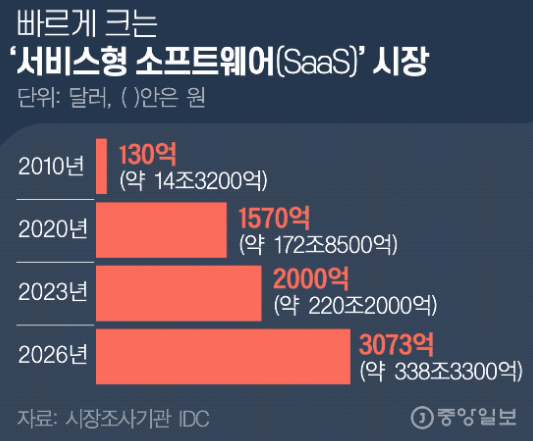 빠르게 크는
‘서비스형 소프트웨어(SaaS)’ 시장
단위: 달러, ( )안은 원
2010년
130억
(약 14조3200억)
2020년
1570억
(약 172조8500억)
2023년
2000억
(약 220조2000억)
2026년
3073억
(약 338조3300억)
자료: 시장조사기관 IDC
J 중앙일보